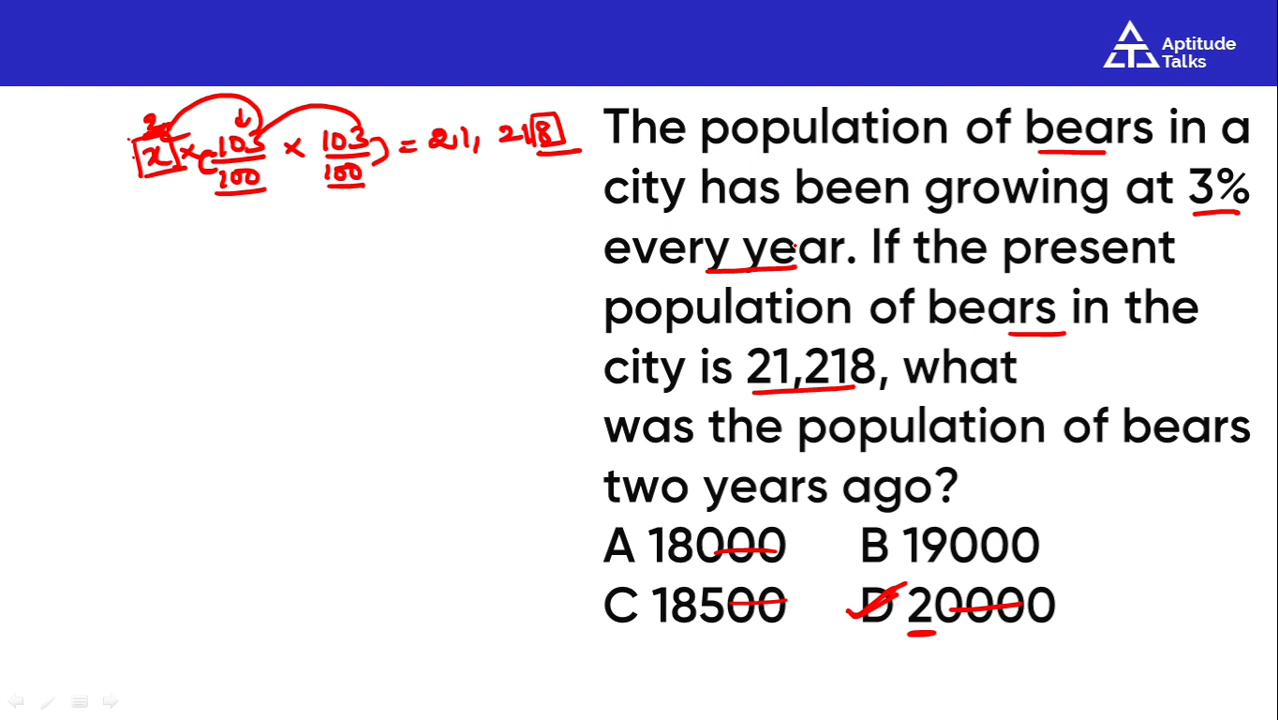 Aptitude
Talks
x × (103/100 × 103/100) = 21,218
The population of bears in a
city has been growing at 3%
every year. If the present
population of bears in the
city is 21,218, what
was the population of bears
two years ago?
A 18000 B 19000
C 18500 D 20000